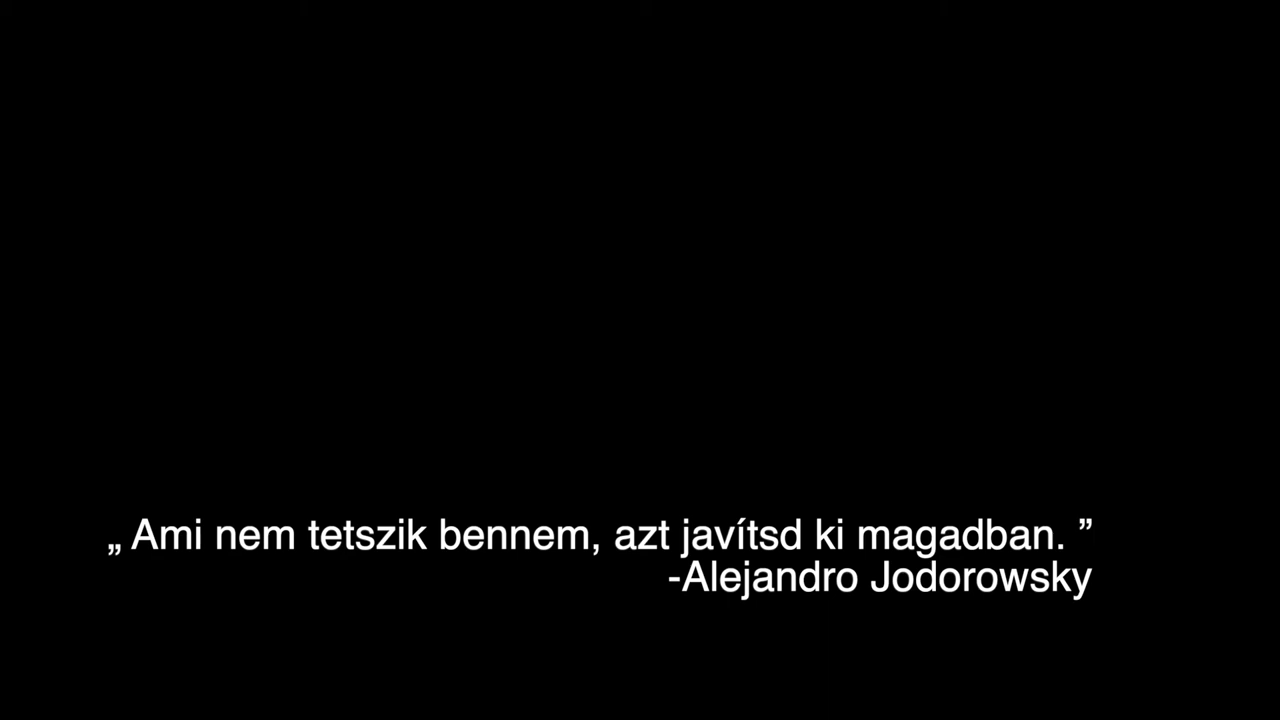 „ Ami nem tetszik bennem, azt javítsd ki magadban. ”
-Alejandro Jodorowsky